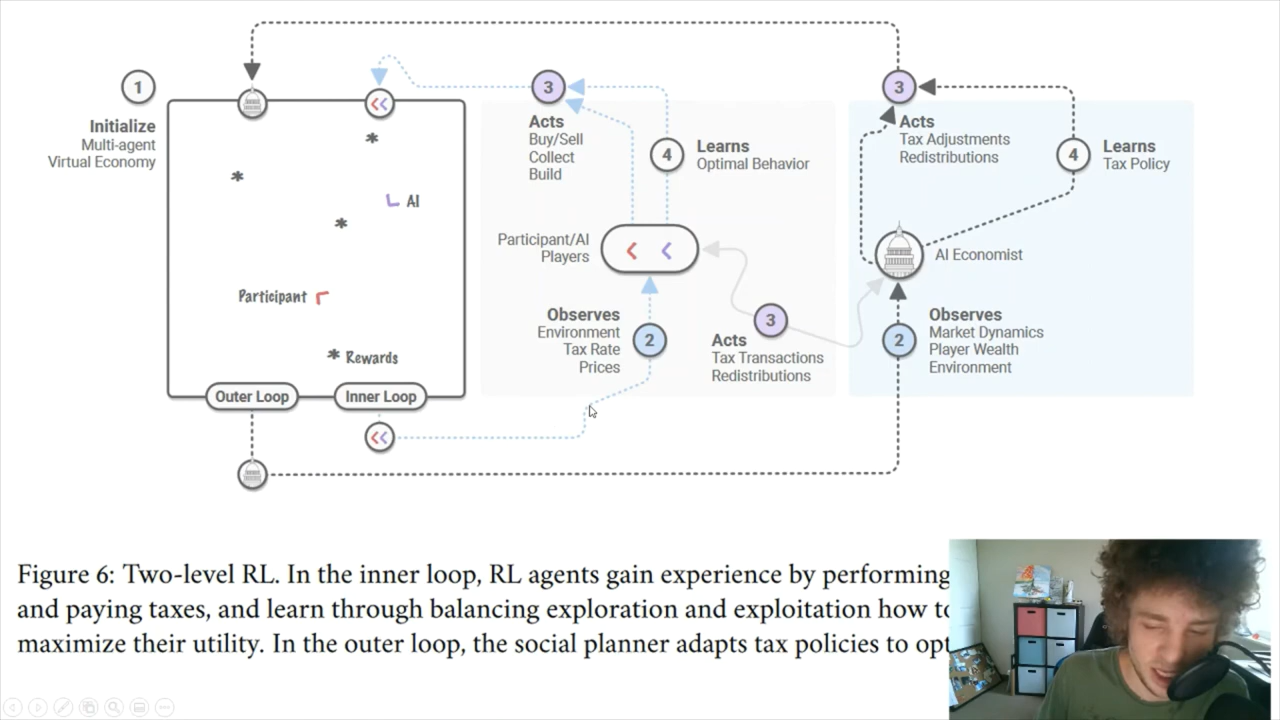 1
Initialize
Multi-agent
Virtual Economy
AI
Participant
Rewards
Outer Loop
Inner Loop
3
Acts
Buy/Sell
Collect
Build
4
Learns
Optimal Behavior
Participant/AI
Players
Observes
Environment
Tax Rate
Prices
2
3
Acts
Tax Transactions
Redistributions
3
Acts
Tax Adjustments
Redistributions
4
Learns
Tax Policy
AI Economist
2
Observes
Market Dynamics
Player Wealth
Environment
Figure 6: Two-level RL. In the inner loop, RL agents gain experience by performing
and paying taxes, and learn through balancing exploration and exploitation how to
maximize their utility. In the outer loop, the social planner adapts tax policies to opt